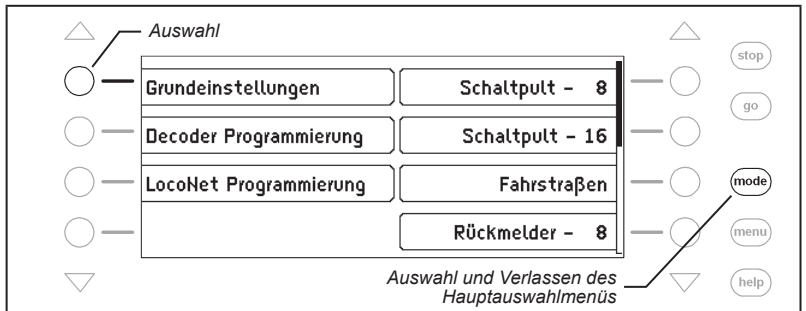 Auswahl
stop
Grundeinstellungen
Schaltpult - 8
go
Decoder Programmierung
Schaltpult - 16
LocoNet Programmierung
Fahrstraßen
mode
Rückmelder - 8
menu
Auswahl und Verlassen des
Hauptauswahlmenüs
help